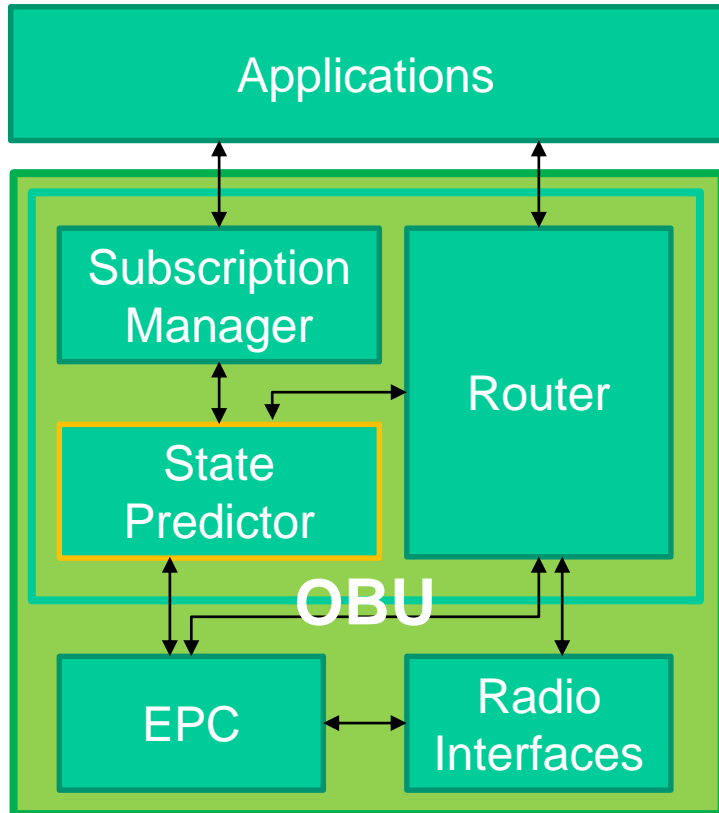 Applications
Subscription
Manager
Router
State
Predictor
OBU
EPC
Radio
Interfaces